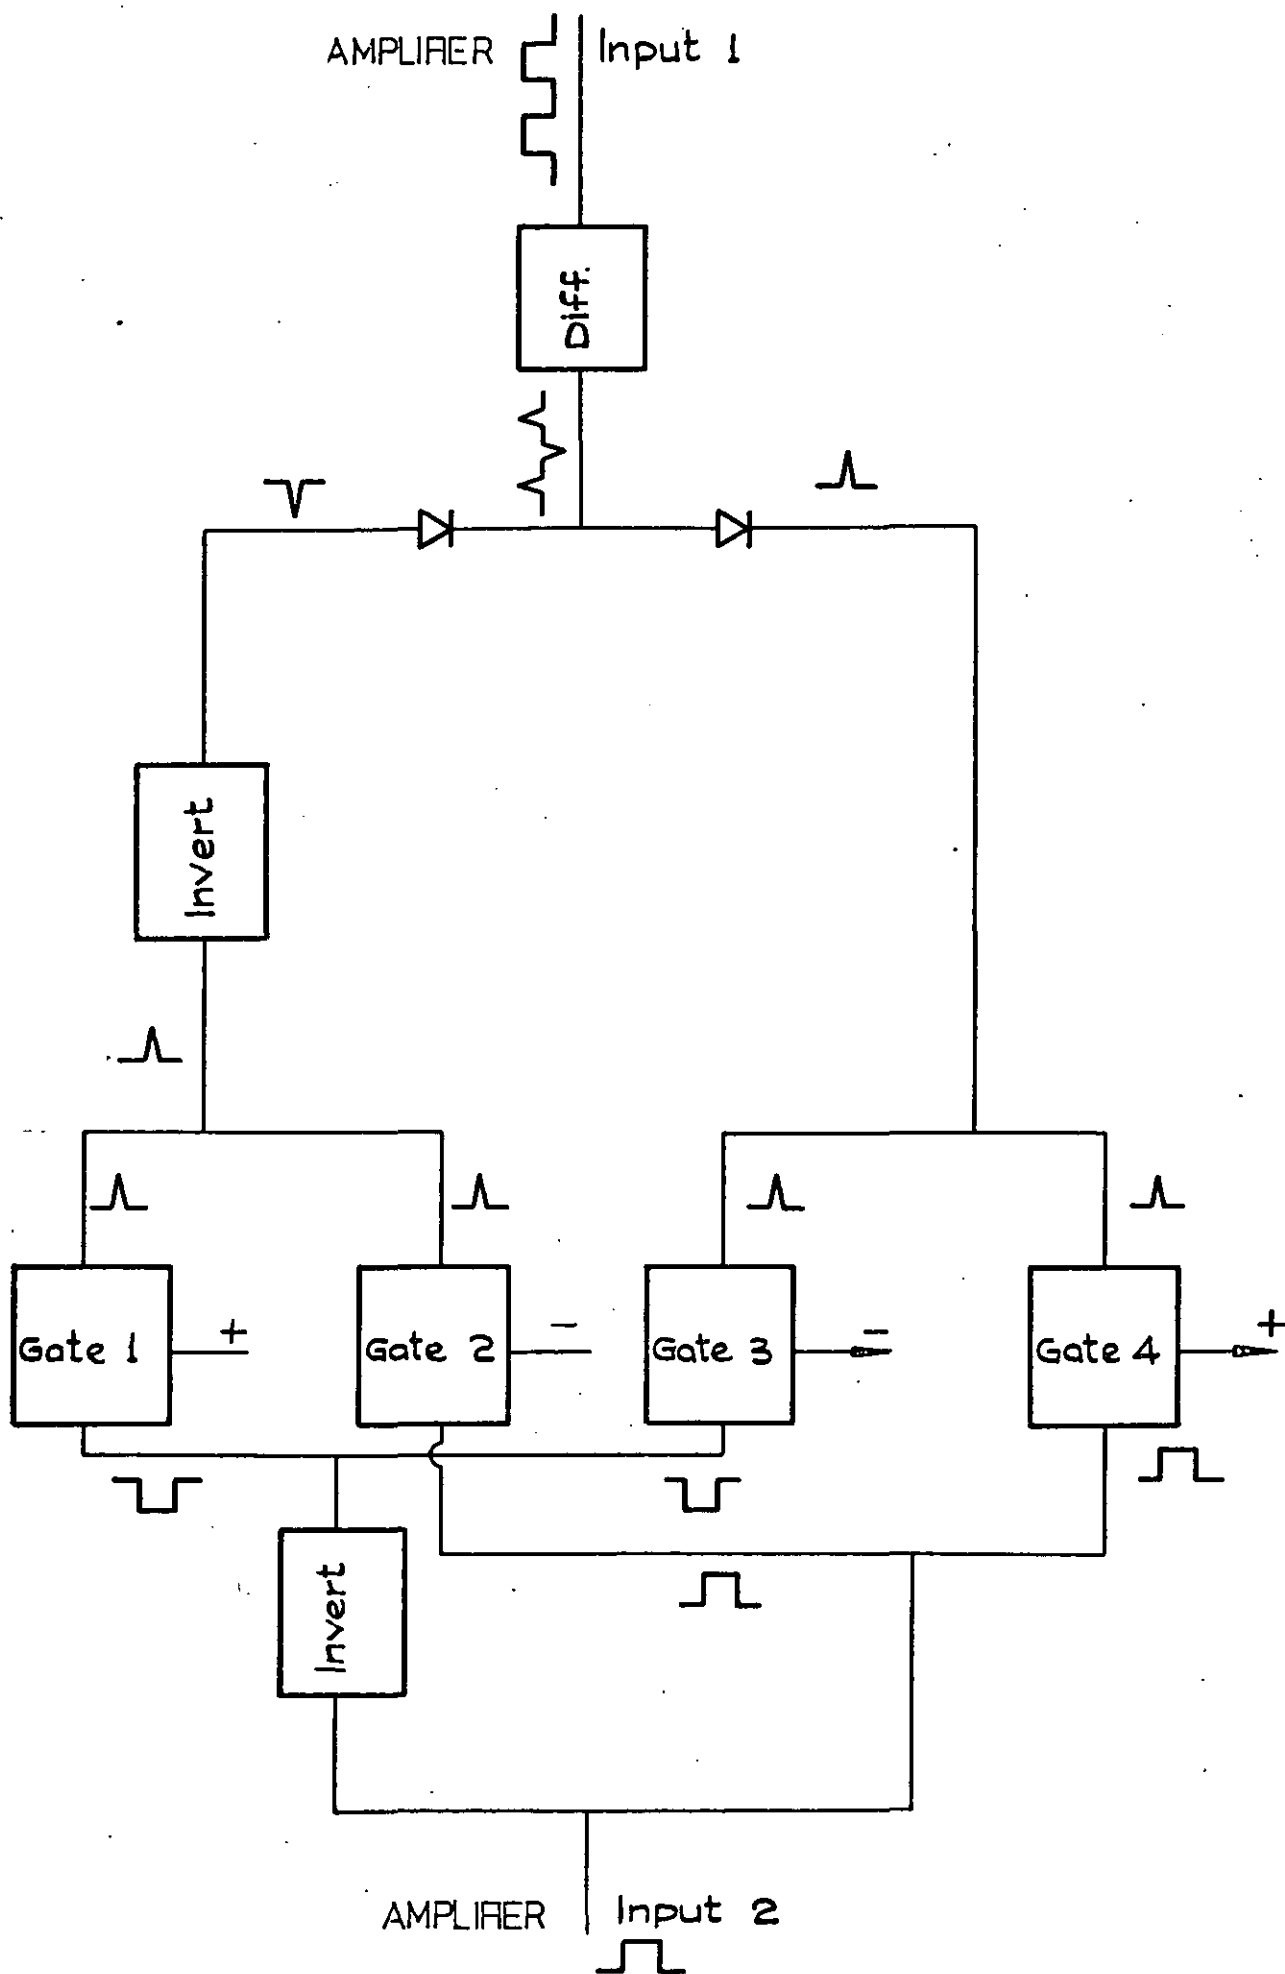 AMPLIFIER Input 1
Diff.
Invert
Gate 1 + Gate 2 - Gate 3 - Gate 4 +
Invert
AMPLIFIER Input 2